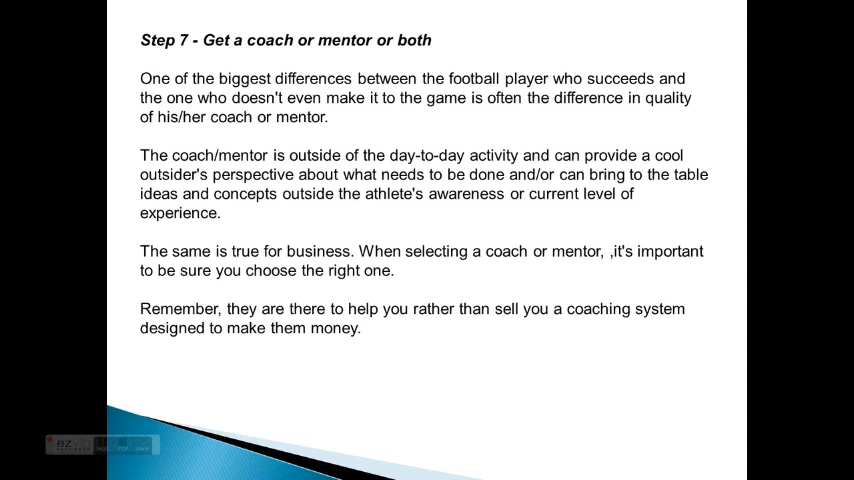 Step 7 - Get a coach or mentor or both
One of the biggest differences between the football player who succeeds and
the one who doesn't even make it to the game is often the difference in quality
of his/her coach or mentor.
The coach/mentor is outside of the day-to-day activity and can provide a cool
outsider's perspective about what needs to be done and/or can bring to the table
ideas and concepts outside the athlete's awareness or current level of
experience.
The same is true for business. When selecting a coach or mentor, ,it's important
to be sure you choose the right one.
Remember, they are there to help you rather than sell you a coaching system
designed to make them money.